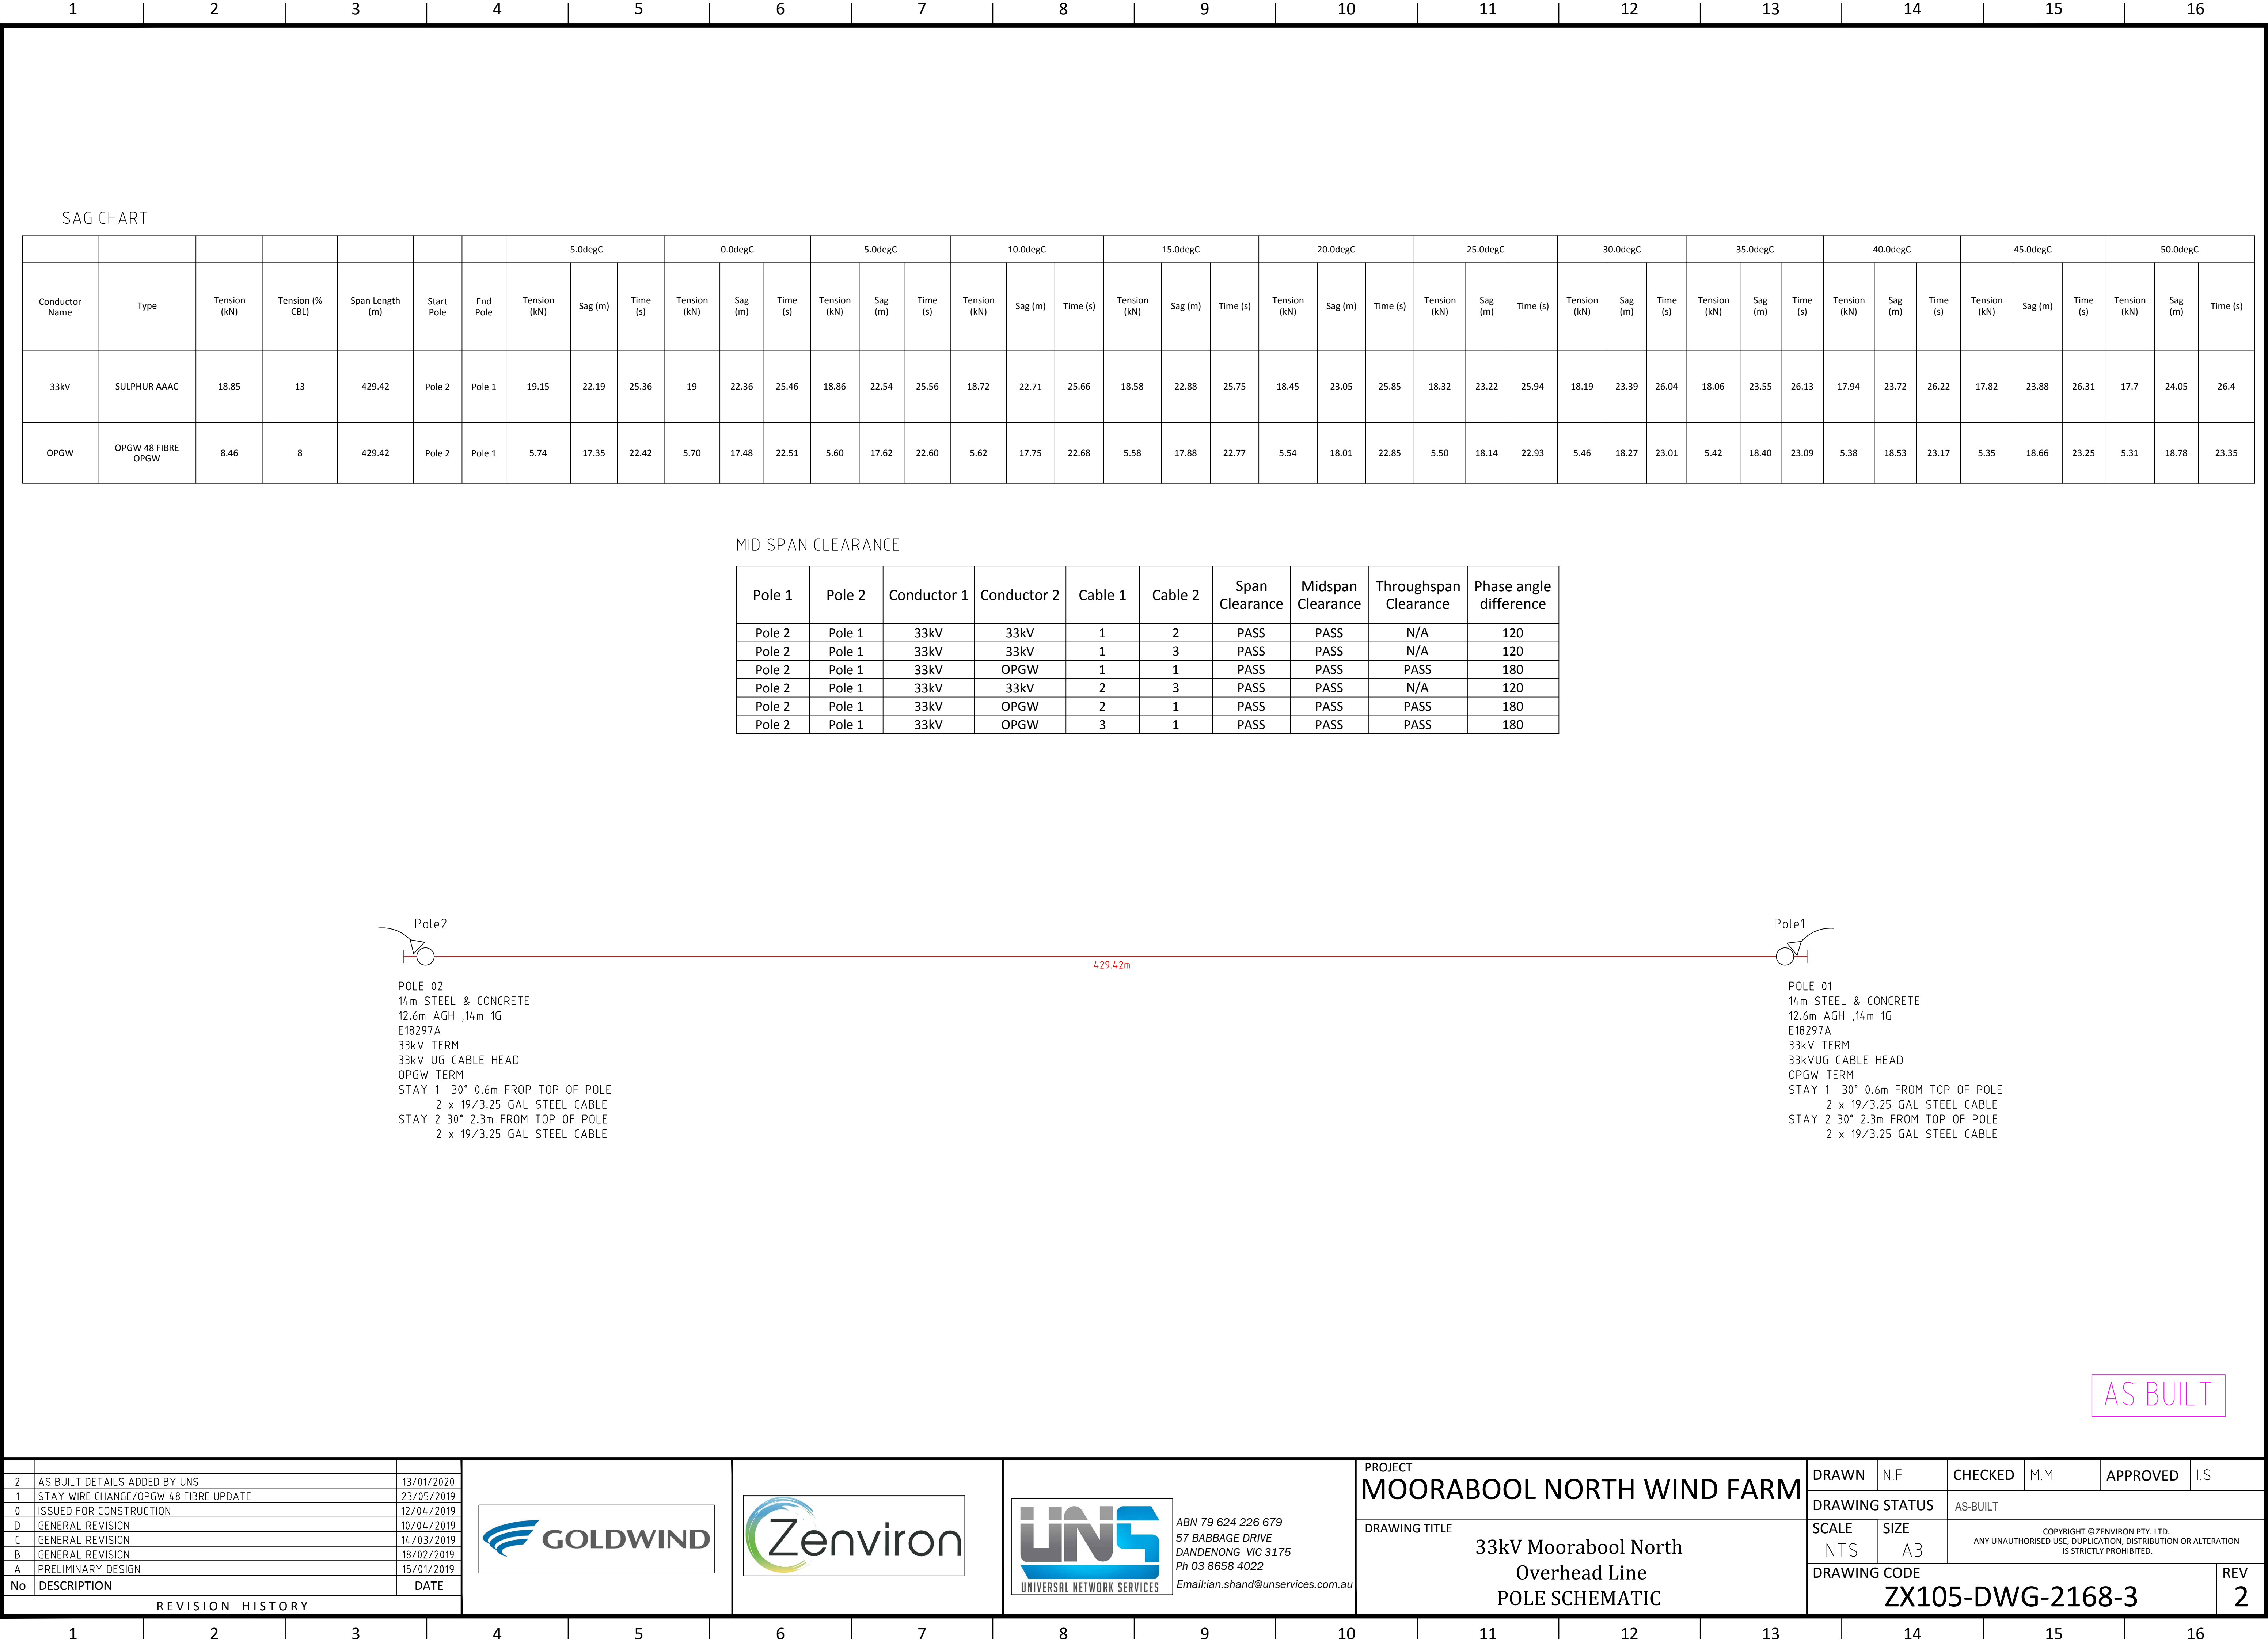 1 2 3 4 5 6 7 8 9 10 11 12 13 14 15 16
SAG CHART
-5.0degC 0.0degC 5.0degC 10.0degC 15.0degC 20.0degC 25.0degC 30.0degC 35.0degC 40.0degC 45.0degC 50.0degC
Conductor Name Type Tension (kN) Tension (% CBL) Span Length (m) Start Pole End Pole Tension (kN) Sag (m) Time (s) Tension (kN) Sag (m) Time (s) Tension (kN) Sag (m) Time (s) Tension (kN) Sag (m) Time (s) Tension (kN) Sag (m) Time (s) Tension (kN) Sag (m) Time (s) Tension (kN) Sag (m) Time (s) Tension (kN) Sag (m) Time (s) Tension (kN) Sag (m) Time (s) Tension (kN) Sag (m) Time (s) Tension (kN) Sag (m) Time (s) Tension (kN) Sag (m) Time (s)
33kV SULPHUR AAAC 18.85 13 429.42 Pole 2 Pole 1 19.15 22.19 25.36 19 22.36 25.46 18.86 22.54 25.56 18.72 22.71 25.66 18.58 22.88 25.75 18.45 23.05 25.85 18.32 23.22 25.94 18.19 23.39 26.04 18.06 23.55 26.13 17.94 23.72 26.22 17.82 23.88 26.31 17.7 24.05 26.4
OPGW OPGW 48 FIBRE OPGW 8.46 8 429.42 Pole 2 Pole 1 5.74 17.35 22.42 5.70 17.48 22.51 5.60 17.62 22.60 5.62 17.75 22.68 5.58 17.88 22.77 5.54 18.01 22.85 5.50 18.14 22.93 5.46 18.27 23.01 5.42 18.40 23.09 5.38 18.53 23.17 5.35 18.66 23.25 5.31 18.78 23.35
MID SPAN CLEARANCE
Pole 1 Pole 2 Conductor 1 Conductor 2 Cable 1 Cable 2 Span Clearance Midspan Clearance Throughspan Clearance Phase angle difference
Pole 2 Pole 1 33kV 33kV 1 2 PASS PASS N/A 120
Pole 2 Pole 1 33kV 33kV 1 3 PASS PASS N/A 120
Pole 2 Pole 1 33kV OPGW 1 1 PASS PASS PASS 180
Pole 2 Pole 1 33kV 33kV 2 3 PASS PASS N/A 120
Pole 2 Pole 1 33kV OPGW 2 1 PASS PASS PASS 180
Pole 2 Pole 1 33kV OPGW 3 1 PASS PASS PASS 180
Pole2
429.42m
Pole1
POLE 02
14m STEEL & CONCRETE
12.6m AGH ,14m 1G
E18297A
33kV TERM
33kV UG CABLE HEAD
OPGW TERM
STAY 1 30° 0.6m FROP TOP OF POLE
2 x 19/3.25 GAL STEEL CABLE
STAY 2 30° 2.3m FROM TOP OF POLE
2 x 19/3.25 GAL STEEL CABLE
POLE 01
14m STEEL & CONCRETE
12.6m AGH ,14m 1G
E18297A
33kV TERM
33kVUG CABLE HEAD
OPGW TERM
STAY 1 30° 0.6m FROM TOP OF POLE
2 x 19/3.25 GAL STEEL CABLE
STAY 2 30° 2.3m FROM TOP OF POLE
2 x 19/3.25 GAL STEEL CABLE
AS BUILT
2 AS BUILT DETAILS ADDED BY UNS 13/01/2020
1 STAY WIRE CHANGE/OPGW 48 FIBRE UPDATE 23/05/2019
0 ISSUED FOR CONSTRUCTION 12/04/2019
D GENERAL REVISION 10/04/2019
C GENERAL REVISION 14/03/2019
B GENERAL REVISION 18/02/2019
A PRELIMINARY DESIGN 15/01/2019
No DESCRIPTION DATE
REVISION HISTORY
GOLDWIND
Zenviron
UNS
UNIVERSAL NETWORK SERVICES
ABN 79 624 226 679
57 BABBAGE DRIVE
DANDENONG VIC 3175
Ph 03 8658 4022
Email:ian.shand@unservices.com.au
PROJECT
MOORABOOL NORTH WIND FARM
DRAWING TITLE
33kV Moorabool North
Overhead Line
POLE SCHEMATIC
DRAWN N.F CHECKED M.M APPROVED I.S
DRAWING STATUS AS-BUILT
SCALE NTS
SIZE A3
COPYRIGHT © ZENVIRON PTY. LTD.
ANY UNAUTHORISED USE, DUPLICATION, DISTRIBUTION OR ALTERATION
IS STRICTLY PROHIBITED.
DRAWING CODE
ZX105-DWG-2168-3
REV
2
1 2 3 4 5 6 7 8 9 10 11 12 13 14 15 16